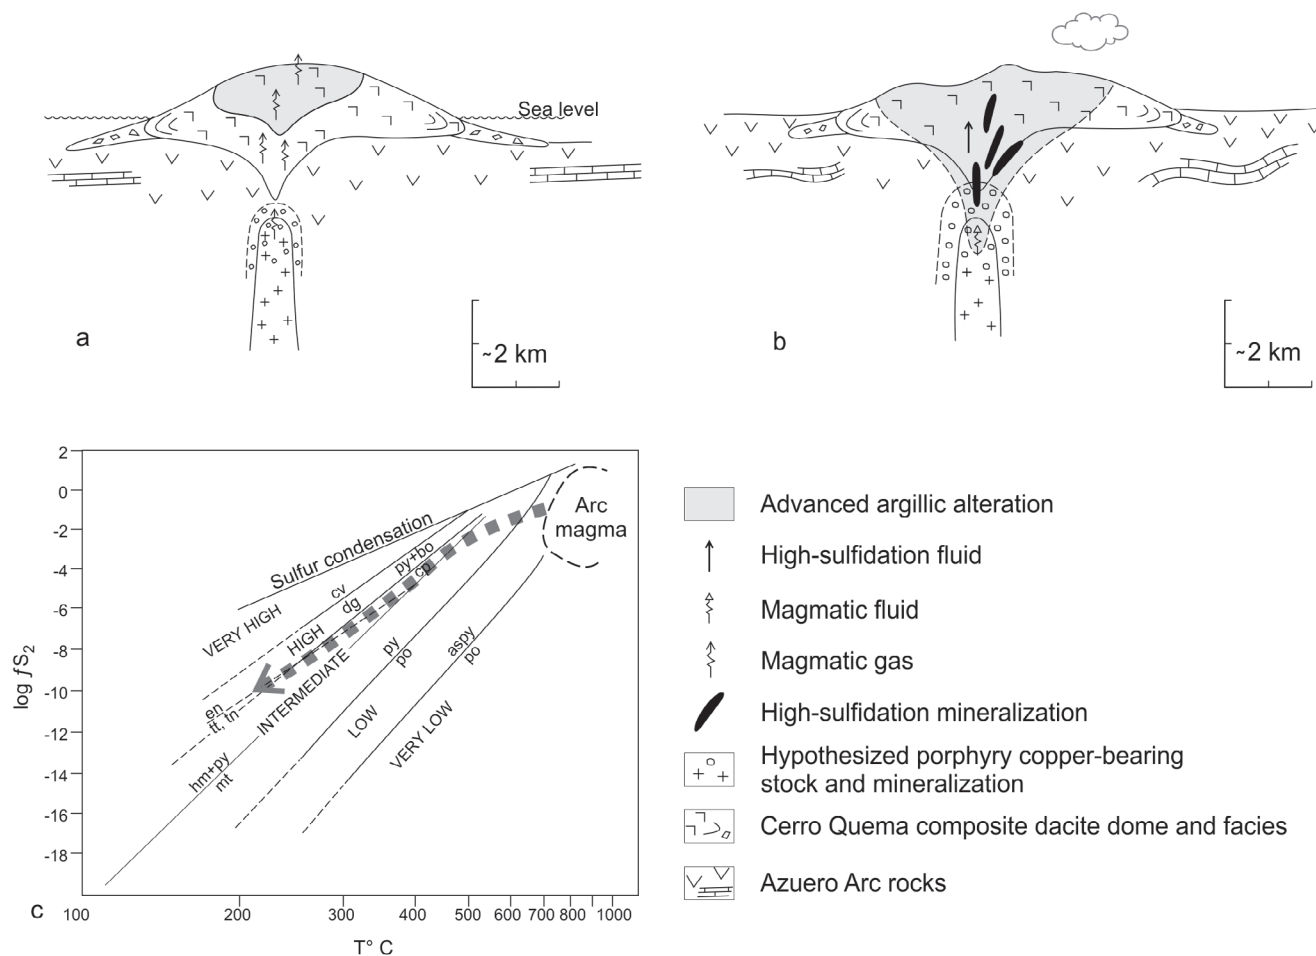 Sea level
a
~2 km
b
~2 km
2
0
-2
-4
-6
-8
-10
-12
-14
-16
-18
log ƒS₂
Sulfur condensation
Arc
magma
VERY HIGH
cv
dg
py+bo
cp
HIGH
INTERMEDIATE
en
tt, tn
hm+py
mt
py
po
LOW
aspy
po
VERY LOW
c
100 200 300 400 500 600 700 800 1000
T° C
Advanced argillic alteration
High-sulfidation fluid
Magmatic fluid
Magmatic gas
High-sulfidation mineralization
Hypothesized porphyry copper-bearing
stock and mineralization
Cerro Quema composite dacite dome and facies
Azuero Arc rocks